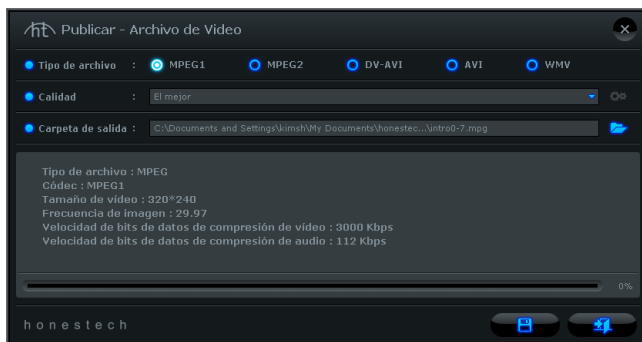 ht Publicar - Archivo de Video
Tipo de archivo : MPEG1 MPEG2 DV-AVI AVI WMV
Calidad : El mejor
Carpeta de salida : C:\Documents and Settings\kimsh\My Documents\honestec...\intro0-7.mpg
Tipo de archivo : MPEG
Códec : MPEG1
Tamaño de vídeo : 320*240
Frecuencia de imagen : 29.97
Velocidad de bits de datos de compresión de vídeo : 3000 Kbps
Velocidad de bits de datos de compresión de audio : 112 Kbps
0%
honestech